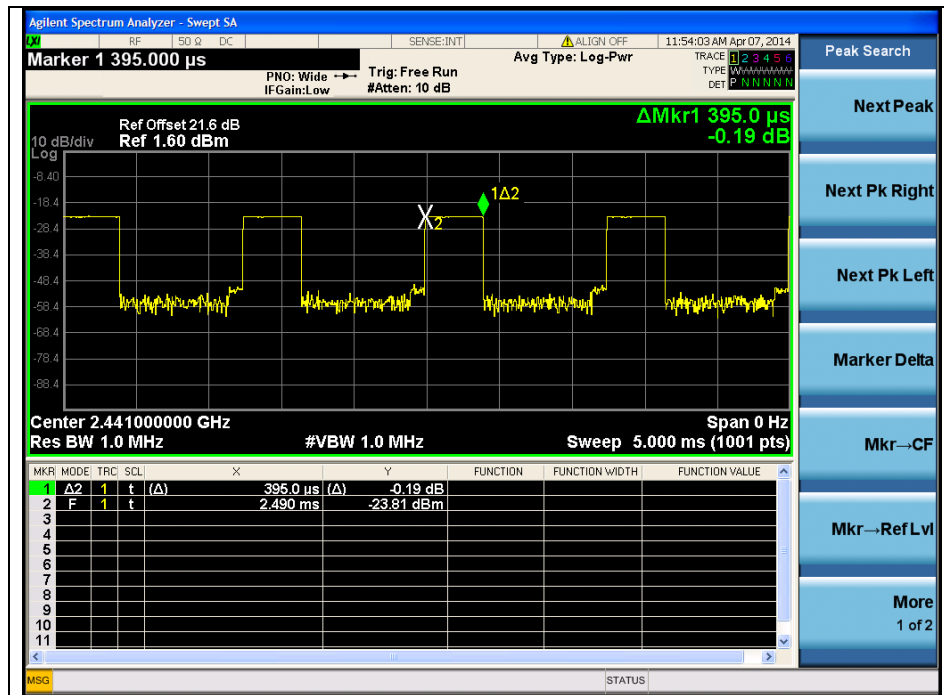 Agilent Spectrum Analyzer - Swept SA
LXI RF 50 Ω DC SENSE:INT ALIGN OFF 11:54:03 AM Apr 07, 2014
Marker 1 395.000 µs
PNO: Wide
IFGain:Low
Trig: Free Run
#Atten: 10 dB
Avg Type: Log-Pwr
TRACE 1 2 3 4 5 6
TYPE WWWWWW
DET P N N N N N
Peak Search
Next Peak
Next Pk Right
Next Pk Left
Marker Delta
Mkr→CF
Mkr→Ref Lvl
More
1 of 2
ΔMkr1 395.0 µs
-0.19 dB
Ref Offset 21.6 dB
10 dB/div Ref 1.60 dBm
Log
-8.40
-18.4
-28.4
-38.4
-48.4
-58.4
-68.4
-78.4
-88.4
1Δ2
X2
Center 2.441000000 GHz Span 0 Hz
Res BW 1.0 MHz #VBW 1.0 MHz Sweep 5.000 ms (1001 pts)
MKR MODE TRC SCL X Y FUNCTION FUNCTION WIDTH FUNCTION VALUE
1 Δ2 1 t (Δ) 395.0 µs (Δ) -0.19 dB
2 F 1 t 2.490 ms -23.81 dBm
3
4
5
6
7
8
9
10
11
MSG STATUS